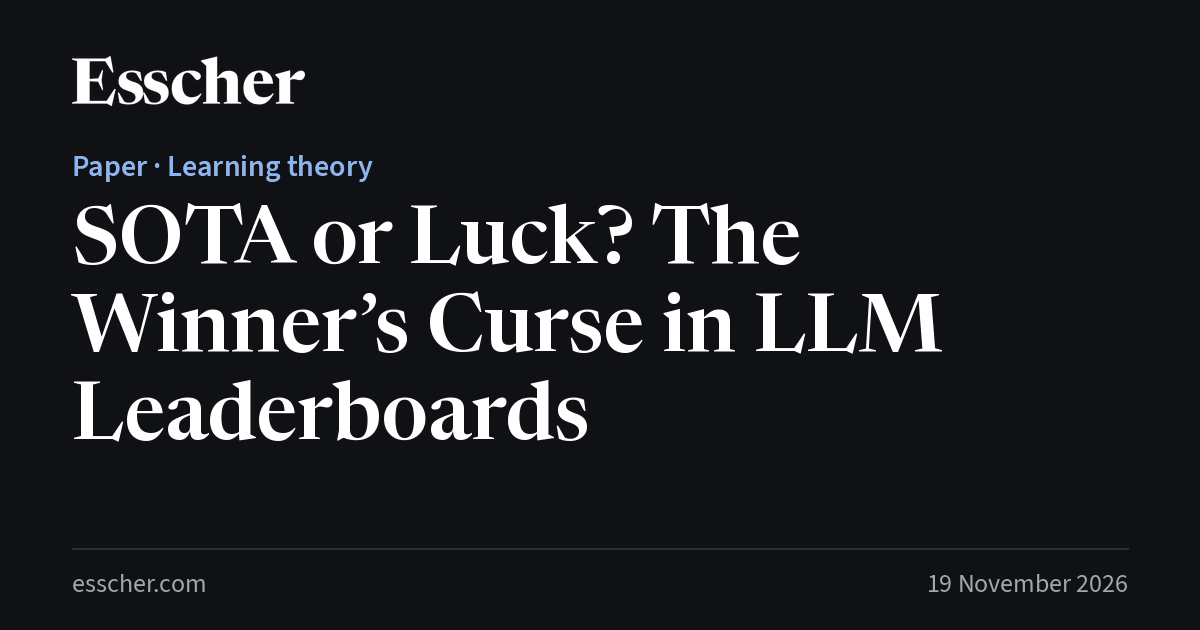 Esscher
Paper · Learning theory
SOTA or Luck? The
Winner’s Curse in LLM
Leaderboards
esscher.com
19 November 2026